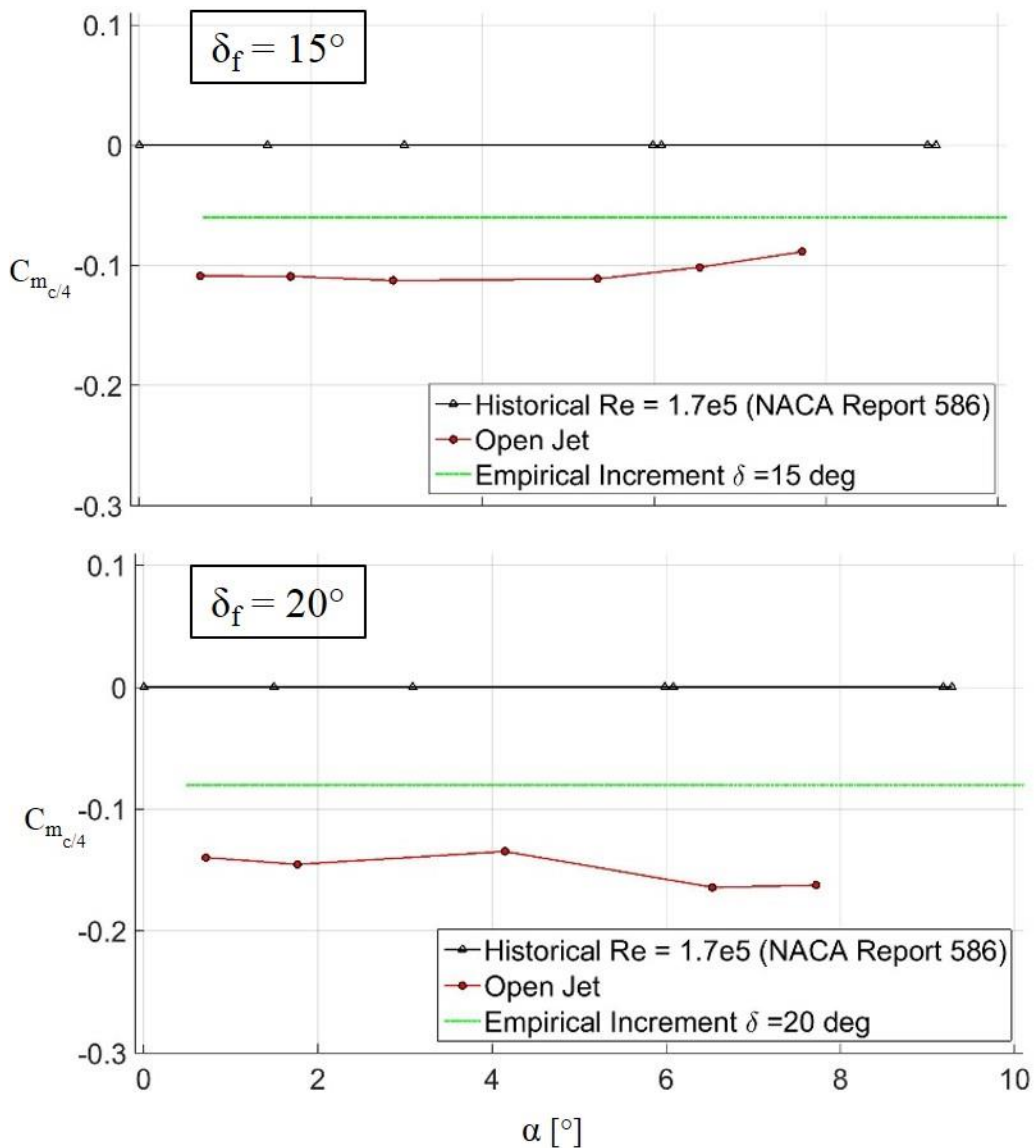 0.1
δf = 15°
0
Cm c/4
-0.1
-0.2
Historical Re = 1.7e5 (NACA Report 586)
Open Jet
Empirical Increment δ =15 deg
-0.3
0.1
δf = 20°
0
-0.1
Cm c/4
-0.2
Historical Re = 1.7e5 (NACA Report 586)
Open Jet
Empirical Increment δ =20 deg
-0.3
0 2 4 6 8 10
α [°]